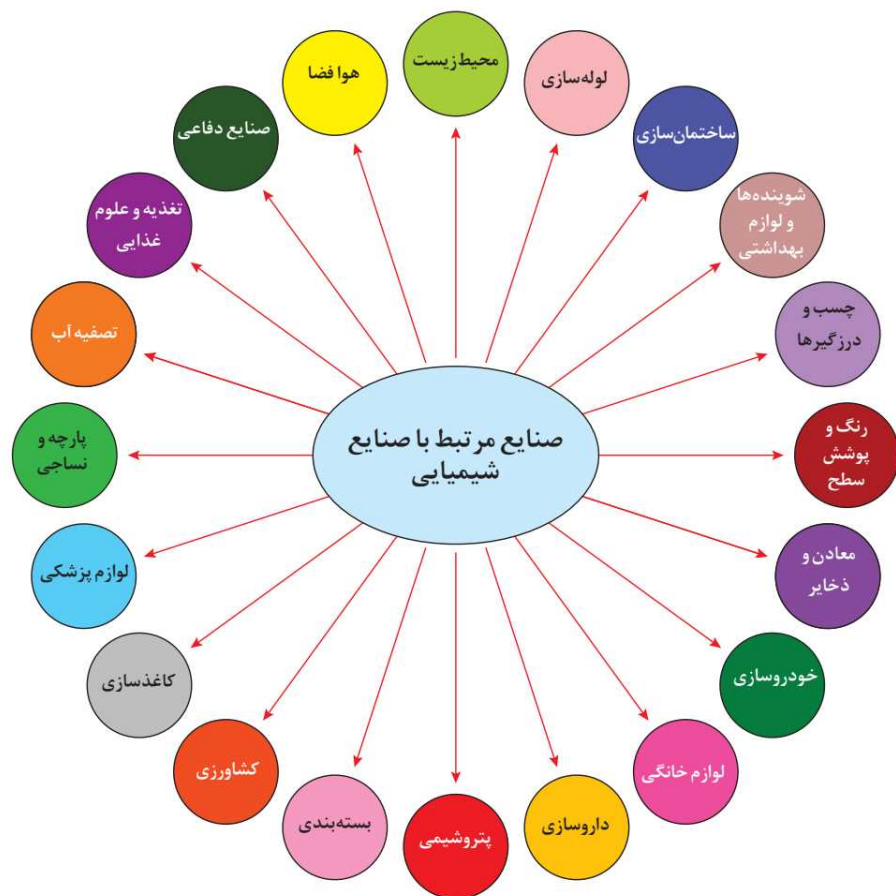 محیط زیست
لوله‌سازی
ساختمان‌سازی
شوینده‌ها
و لوازم
بهداشتی
چسب و
درزگیرها
رنگ و
پوشش
سطح
معادن و
ذخایر
خودروسازی
لوازم خانگی
داروسازی
پتروشیمی
بسته‌بندی
کشاورزی
کاغذسازی
لوازم پزشکی
پارچه و
نساجی
تصفیه آب
تغذیه و علوم
غذایی
صنایع دفاعی
هوا فضا
صنایع مرتبط با صنایع
شیمیایی